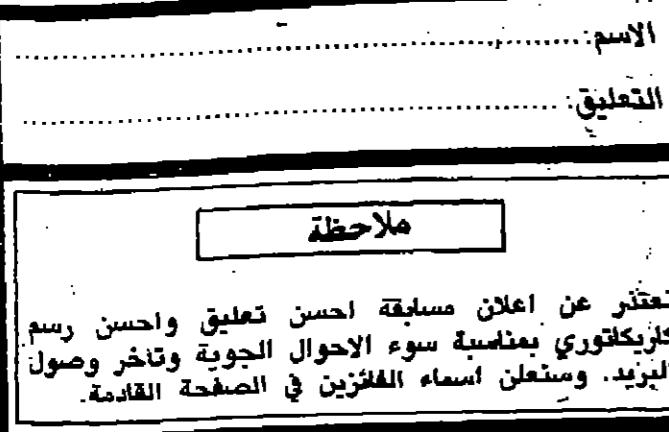 الاسم: ......................................................
التعليق: ......................................................
ملاحظة
نعتذر عن اعلان مسابقة احسن تعليق واحسن رسم
كاريكاتوري بمناسبة سوء الاحوال الجوية وتاخر وصول
البريد. وسنعلن اسماء الفائزين في الصفحة القادمة.